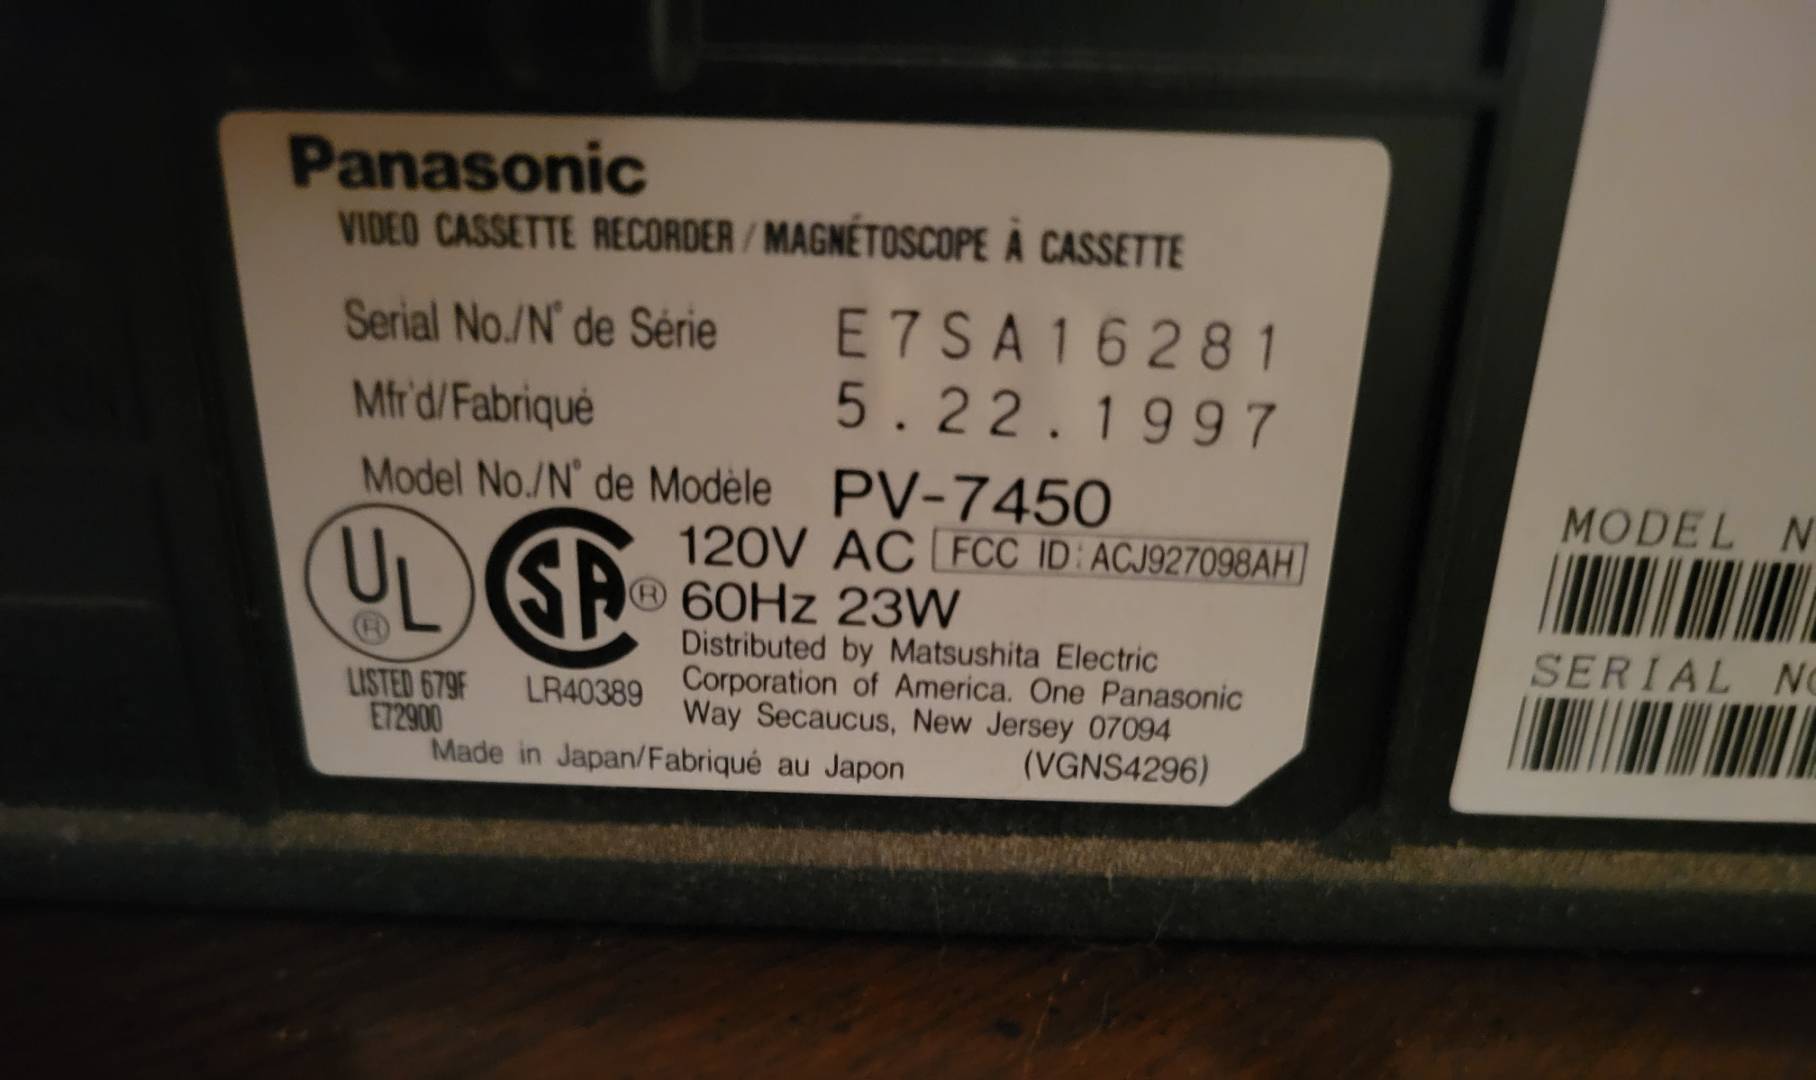 Panasonic
VIDEO CASSETTE RECORDER / MAGNÉTOSCOPE À CASSETTE
Serial No./N° de Série E7SA16281
Mfr'd/Fabriqué 5.22.1997
Model No./N° de Modèle PV-7450
UL ®
LISTED 679F
E72900
SA ®
LR40389
120V AC FCC ID: ACJ927098AH
60Hz 23W
Distributed by Matsushita Electric
Corporation of America. One Panasonic
Way Secaucus, New Jersey 07094
Made in Japan/Fabriqué au Japon (VGNS4296)
MODEL N
SERIAL NO